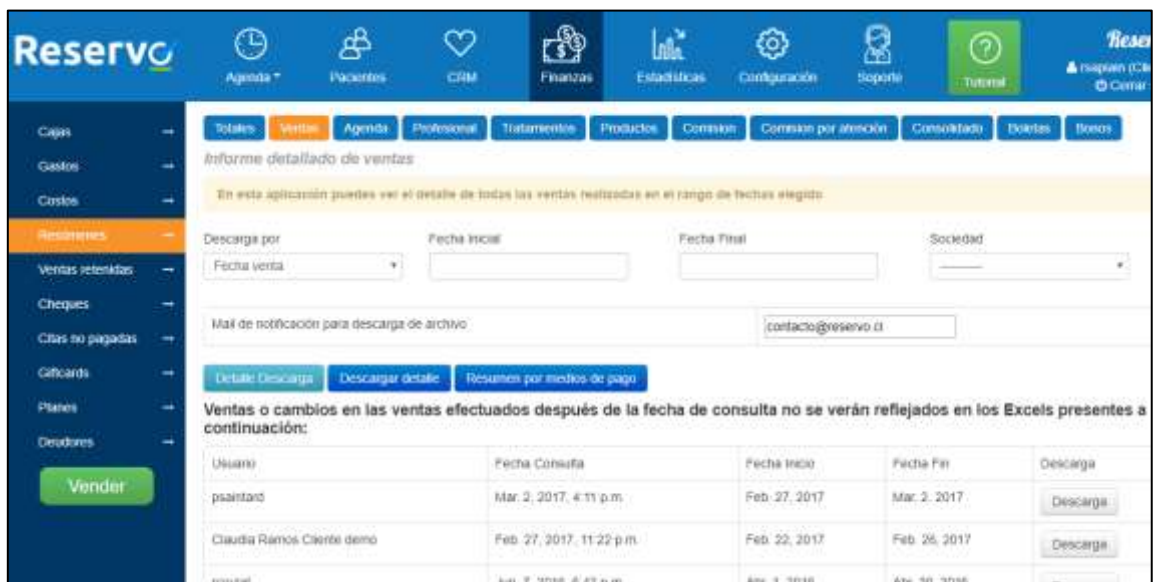 Reservo
Agenda
Pacientes
CRM
Finanzas
Estadísticas
Configuración
Soporte
Tutorial
Cerrar
Cajas
Gastos
Costos
Resúmenes
Ventas retenidas
Cheques
Citas no pagadas
Giftcards
Planes
Deudores
Vender
Totales Ventas Agenda Profesional Tratamientos Productos Comision Comision por atención Consolidado Boletas Bonos
Informe detallado de ventas
En esta aplicación puedes ver el detalle de todas las ventas realizadas en el rango de fechas elegido
Descarga por Fecha Inicial Fecha Final Sociedad
Fecha venta
Mail de notificación para descarga de archivo contacto@reservo.cl
Detalle Descarga Descargar detalle Resumen por medios de pago
Ventas o cambios en las ventas efectuados después de la fecha de consulta no se verán reflejados en los Excels presentes a
continuación:
Usuario Fecha Consulta Fecha Inicio Fecha Fin Descarga
psaintard Mar. 2, 2017, 4:11 p.m. Feb. 27, 2017 Mar. 2, 2017 Descarga
Claudia Ramos Cliente demo Feb. 27, 2017, 11:22 p.m. Feb. 22, 2017 Feb. 26, 2017 Descarga